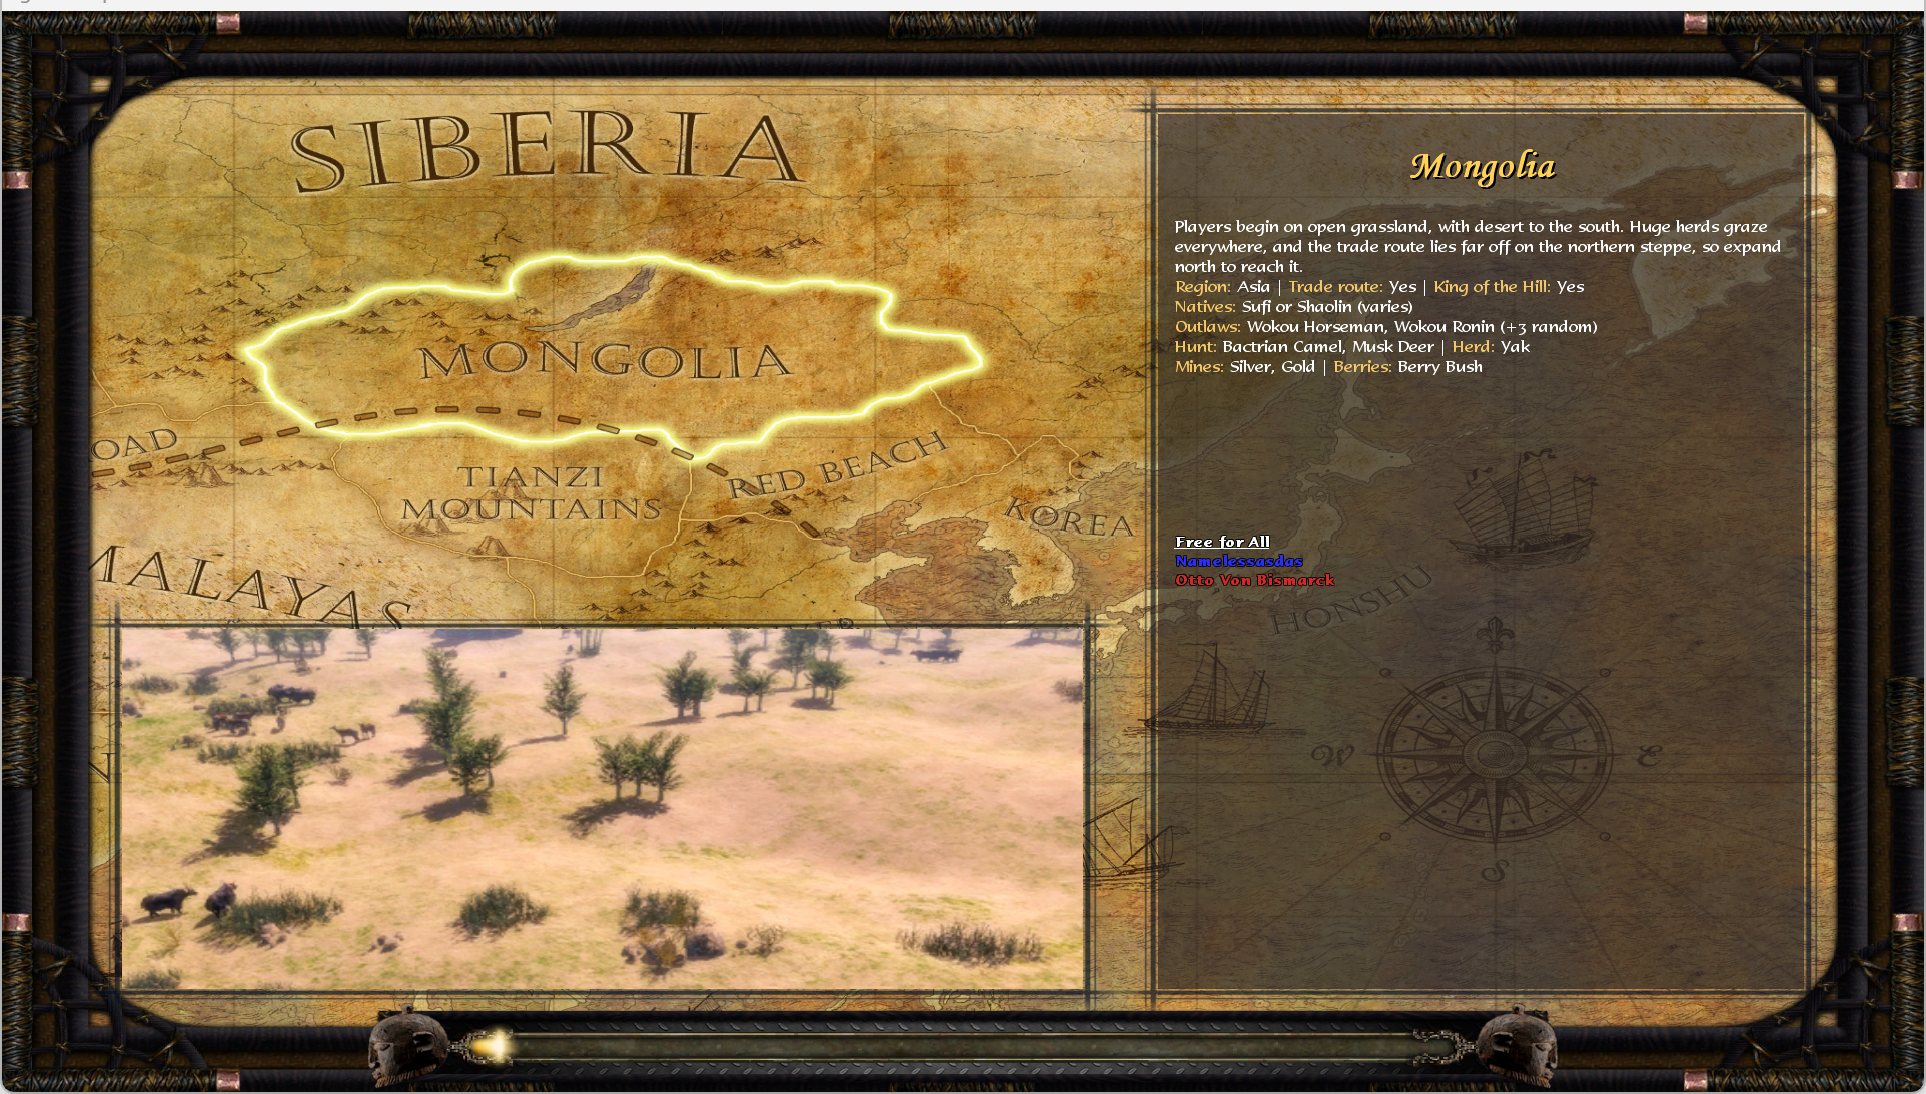 SIBERIA
MONGOLIA
OAD
TIANZI
MOUNTAINS
RED BEACH
KOREA
MALAYAS
HONSHU
W
E
S
Mongolia
Players begin on open grassland, with desert to the south. Huge herds graze
everywhere, and the trade route lies far off on the northern steppe, so expand
north to reach it.
Region: Asia | Trade route: Yes | King of the Hill: Yes
Natives: Sufi or Shaolin (varies)
Outlaws: Wokou Horseman, Wokou Ronin (+3 random)
Hunt: Bactrian Camel, Musk Deer | Herd: Yak
Mines: Silver, Gold | Berries: Berry Bush
Free for All
Namelessasdas
Otto Von Bismarck